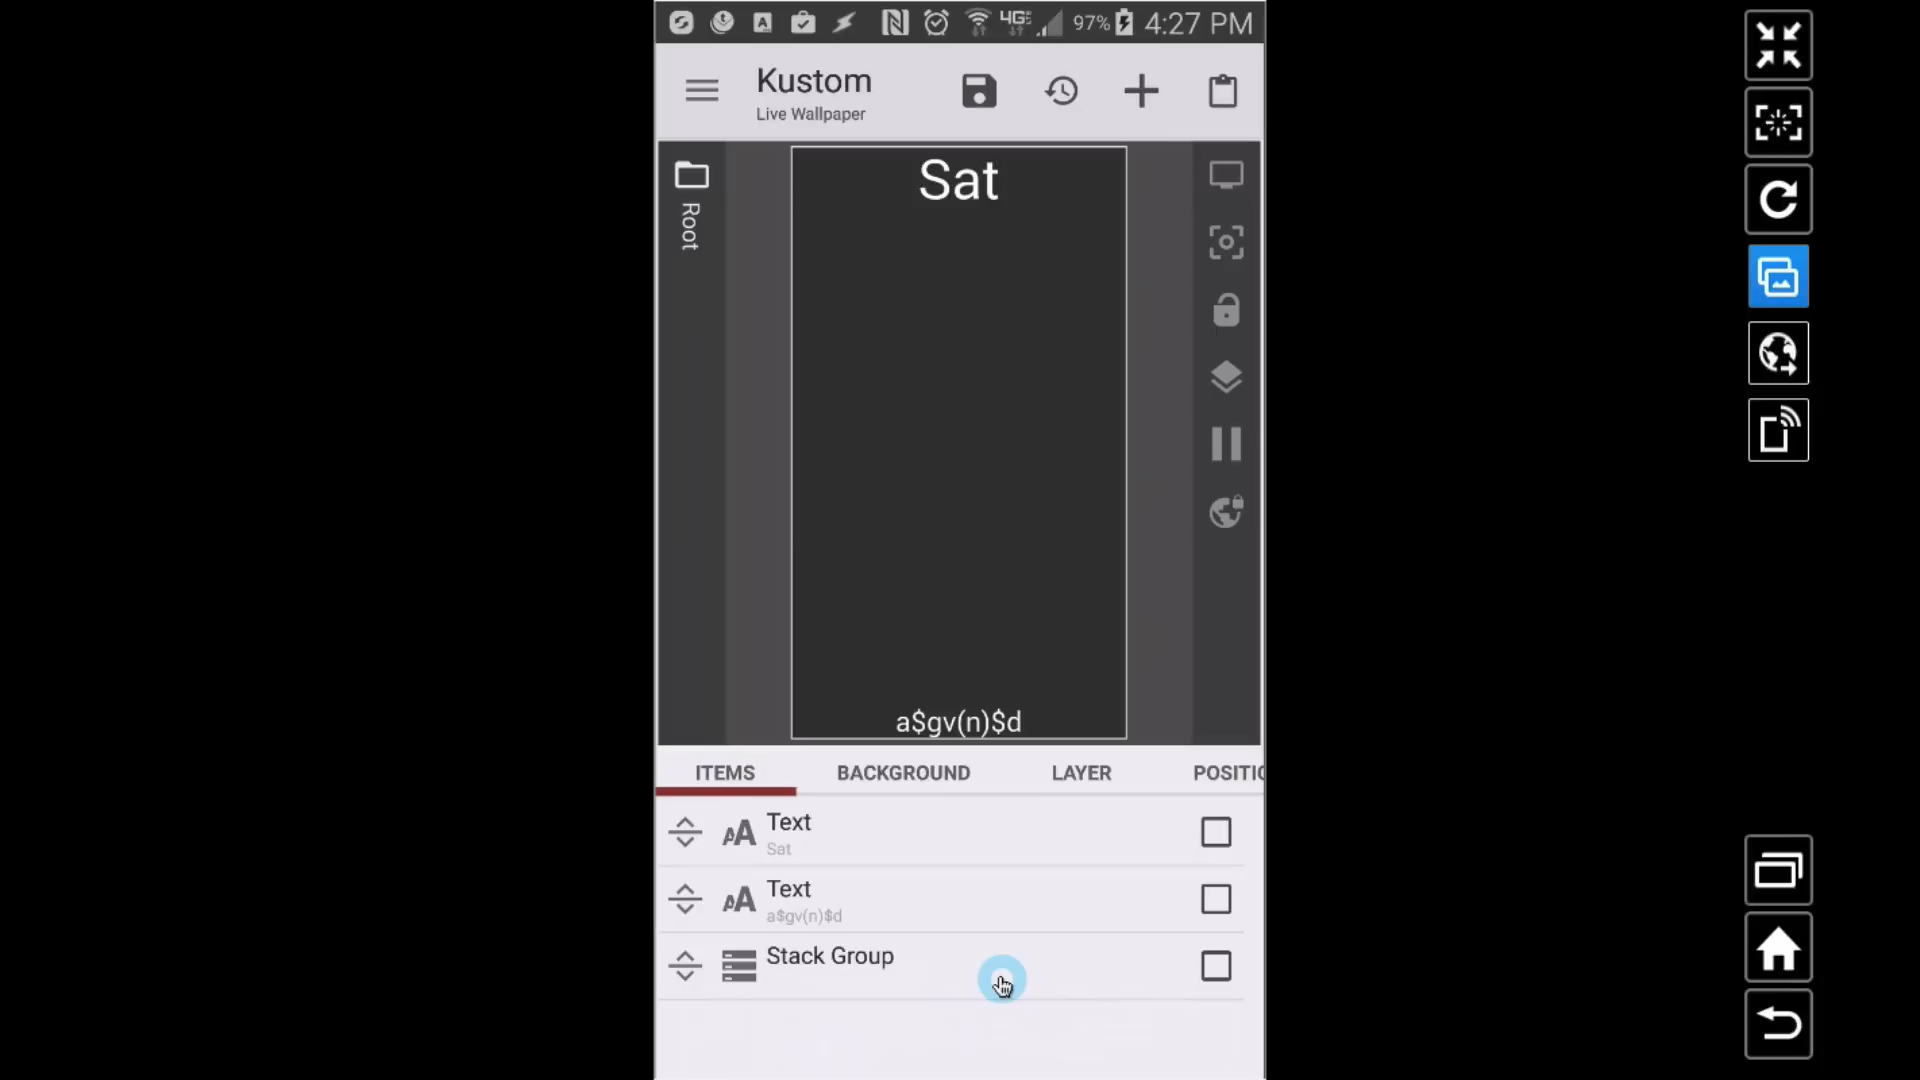 97% 4:27 PM
4G
Kustom
Live Wallpaper
Root
Sat
a$gv(n)$d
ITEMS BACKGROUND LAYER POSITIO
Text
Sat
Text
a$gv(n)$d
Stack Group